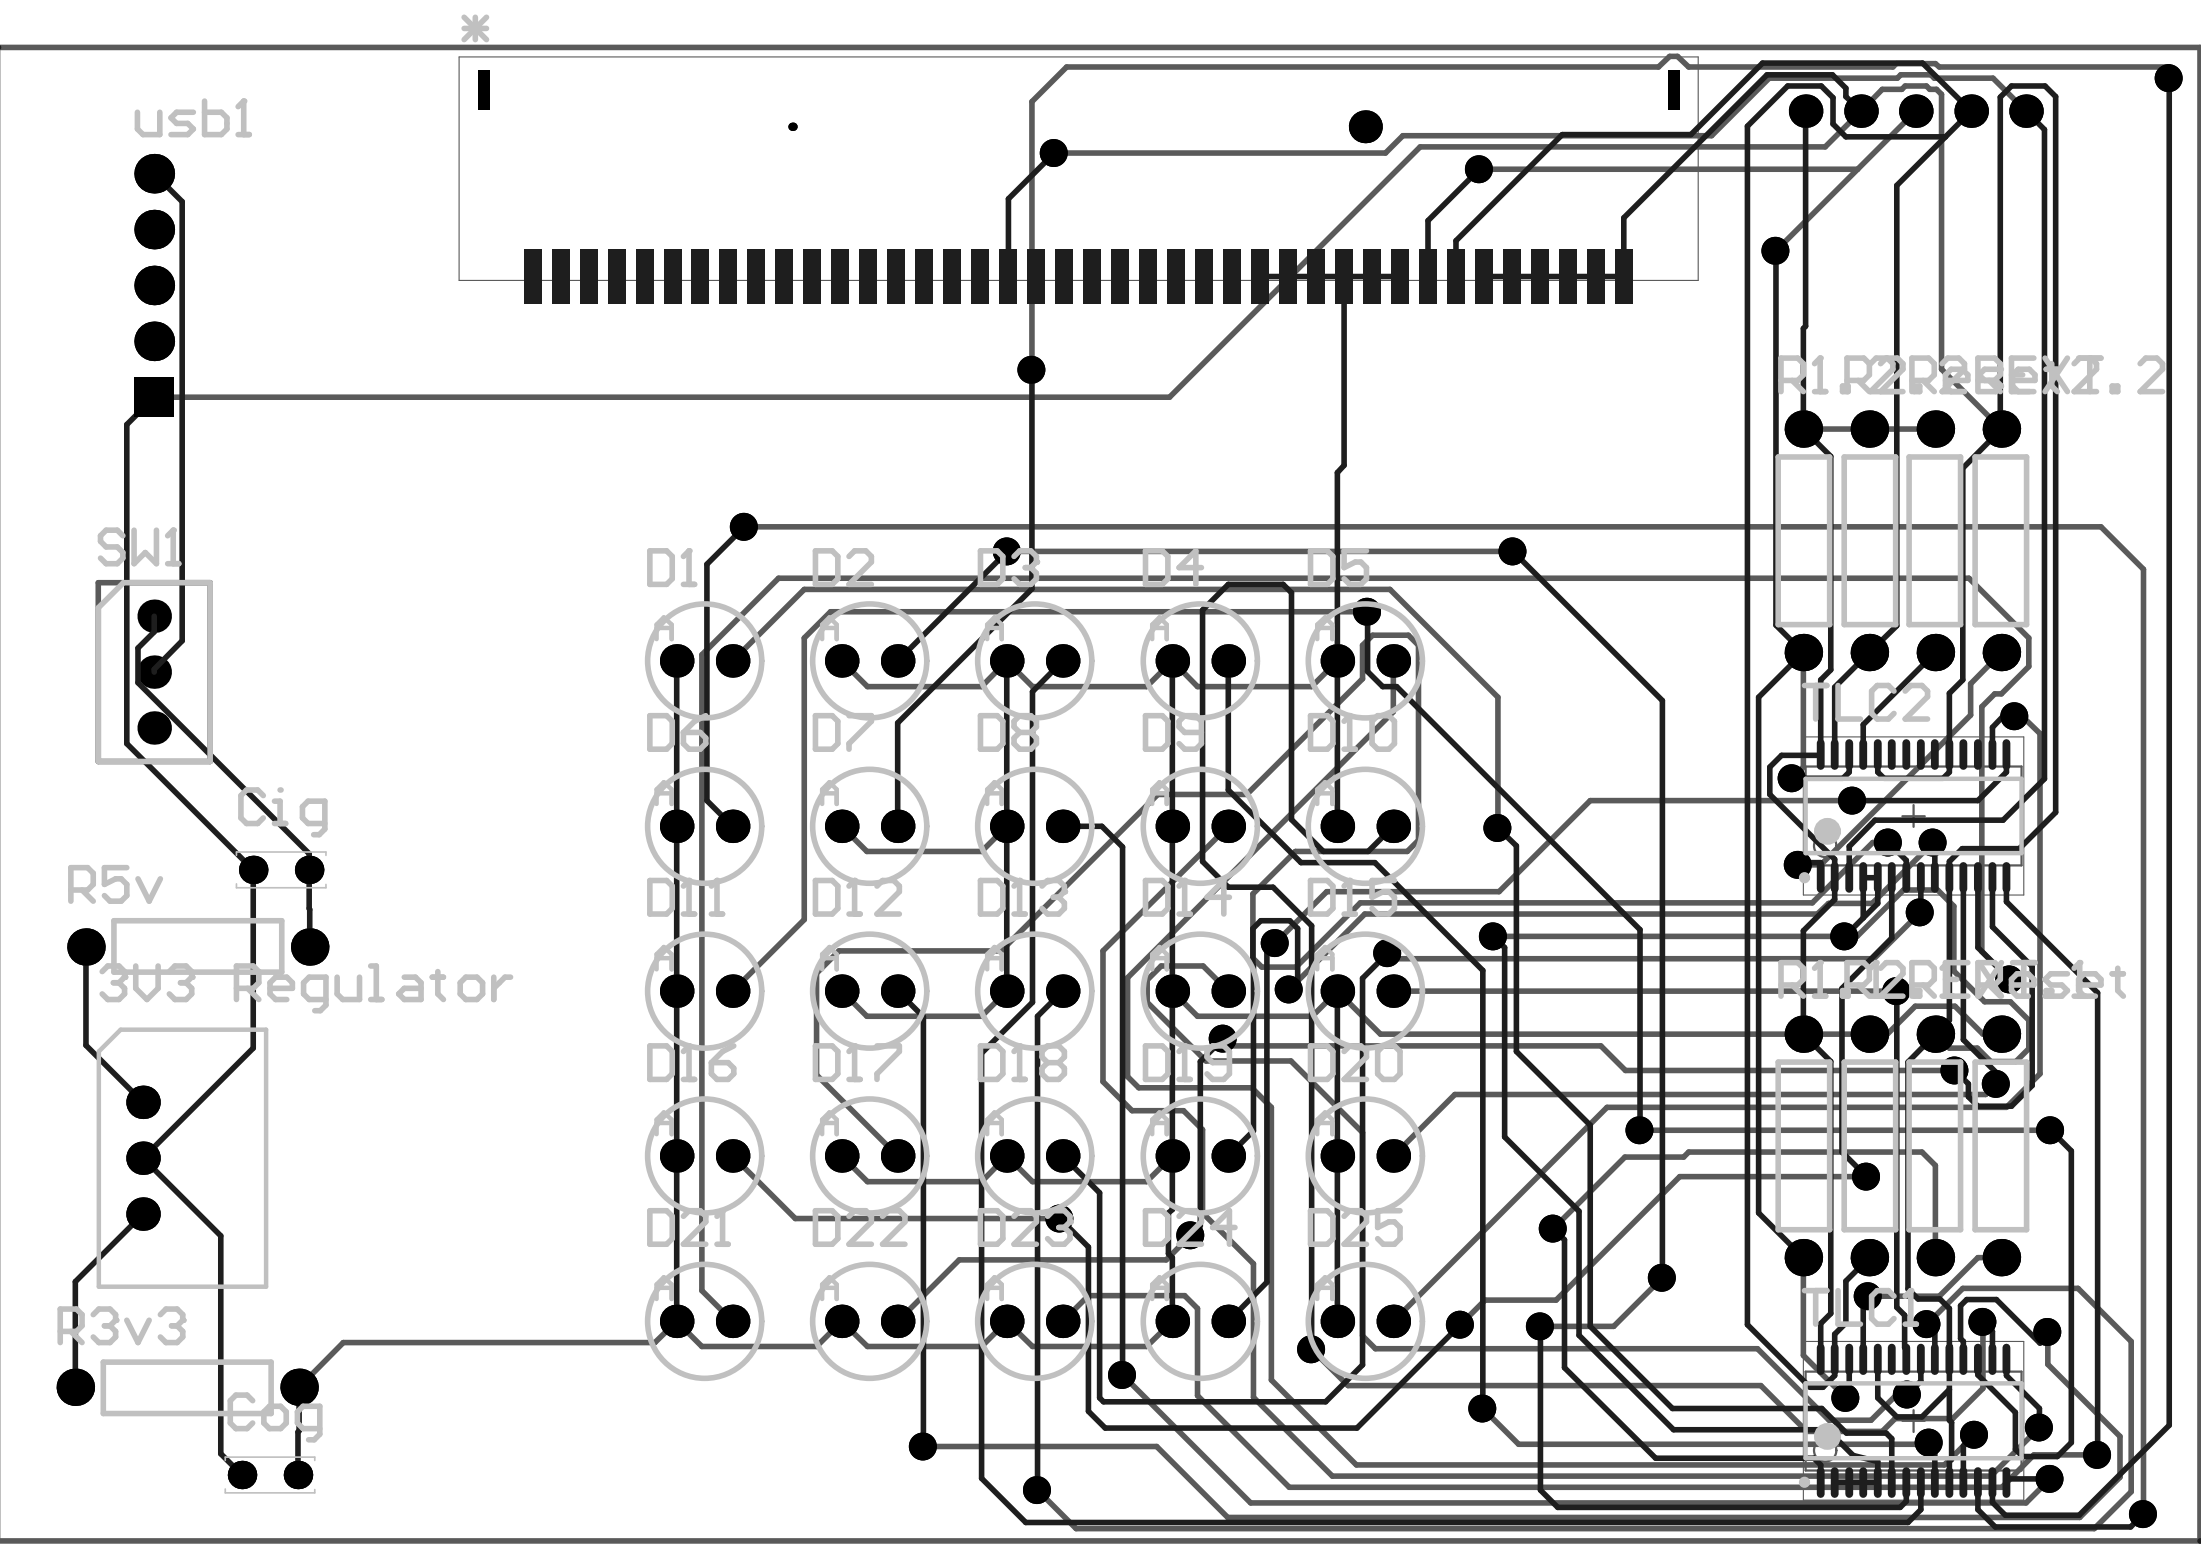 *
usb1
SW1
D1 D2 D3 D4 D5
A A A A A
D6 D7 D8 D9 D10
TLC2
Cig
A A A A A
R5v
D11 D12 D13 D14 D15
3v3 Regulator
A A A A A
D16 D17 D18 D19 D20
A A A A A
D21 D22 D23 D24 D25
A A A A A
TLC1
R3v3
Cog